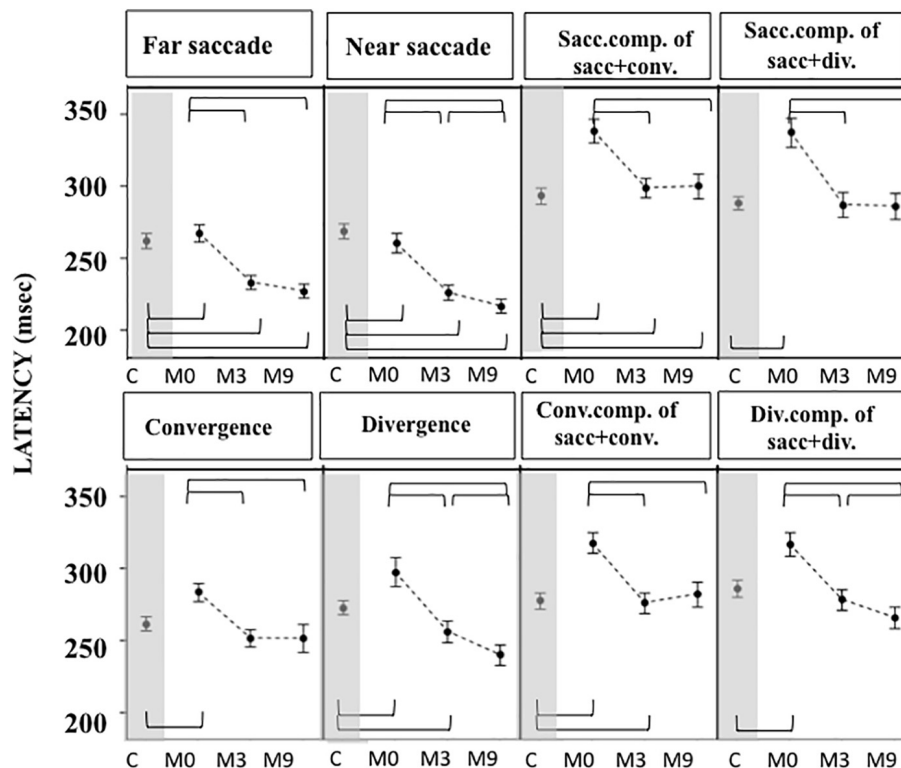 Far saccade
Near saccade
Sacc.comp. of
sacc+conv.
Sacc.comp. of
sacc+div.
350
300
250
200
C M0 M3 M9
C M0 M3 M9
C M0 M3 M9
C M0 M3 M9
LATENCY (msec)
Convergence
Divergence
Conv.comp. of
sacc+conv.
Div.comp. of
sacc+div.
350
300
250
200
C M0 M3 M9
C M0 M3 M9
C M0 M3 M9
C M0 M3 M9